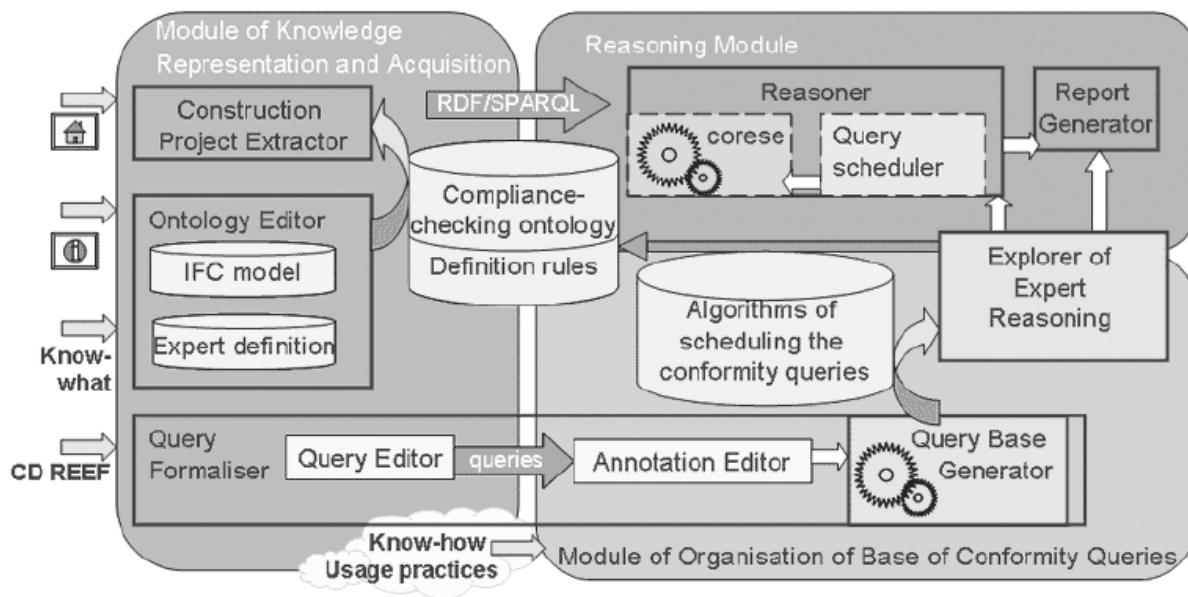 Module of Knowledge
Representation and Acquisition
Construction
Project Extractor
Ontology Editor
IFC model
Expert definition
Know-
what
CD REEF
Query
Formaliser
Query Editor
queries
Annotation Editor
Query Base
Generator
Know-how
Usage practices
Module of Organisation of Base of Conformity Queries
RDF/SPARQL
Compliance-
checking ontology
Definition rules
Reasoning Module
Reasoner
corese
Query
scheduler
Report
Generator
Explorer of
Expert
Reasoning
Algorithms of
scheduling the
conformity queries